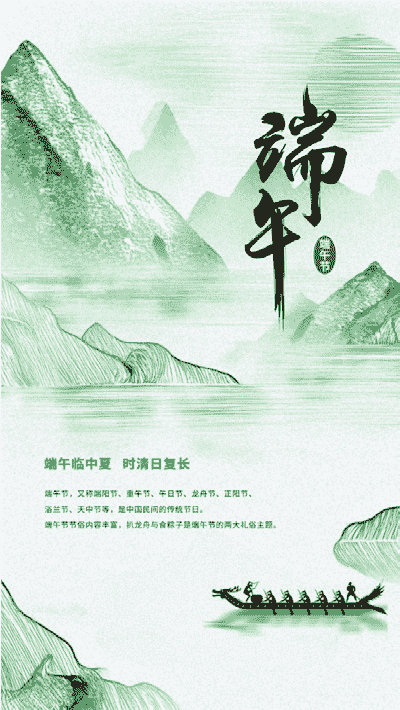 端午
端午节
端午临中夏 时清日复长
端午节，又称端阳节、重午节、午日节、龙舟节、正阳节、
浴兰节、天中节等，是中国民间的传统节日。
端午节节俗内容丰富，扒龙舟与食粽子是端午节的两大礼俗主题。